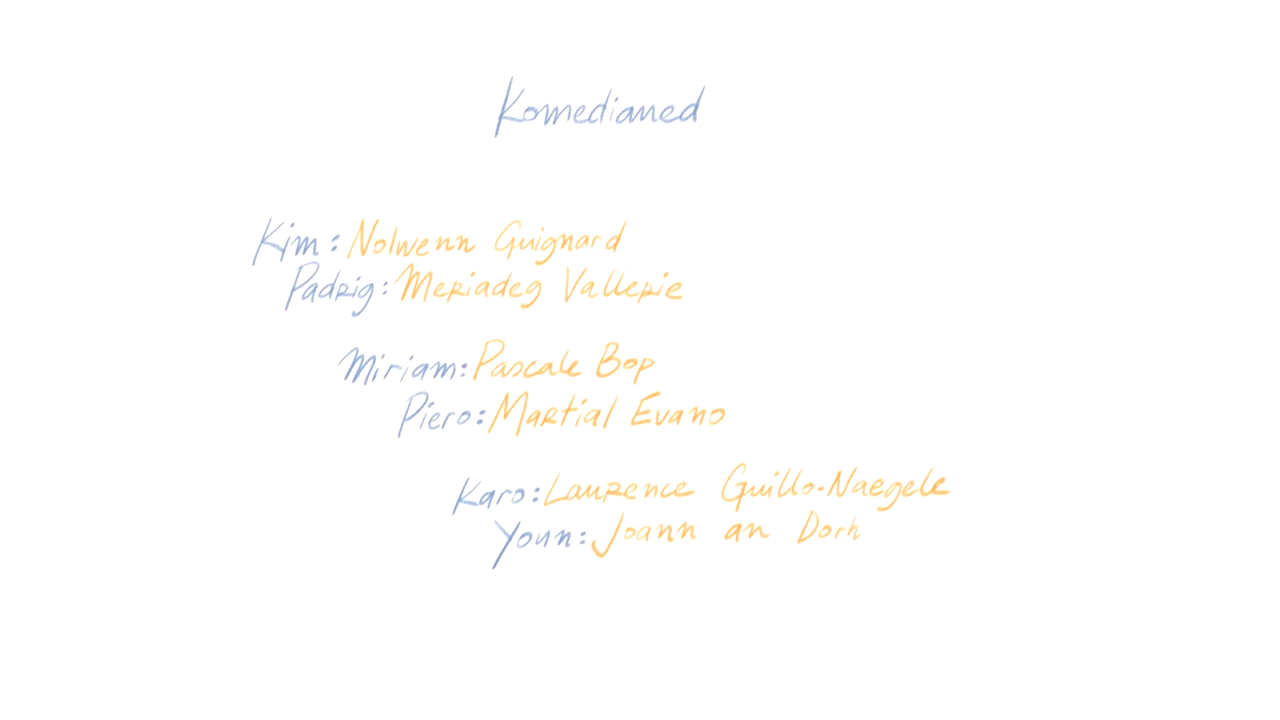 Komedianed
Kim: Nolwenn Guignard
Padrig: Meriadeg Vallerie
Miriam: Pascale Bop
Piero: Martial Evano
Karo: Laurence Guillo-Naegele
Youn: Joann an Dorh